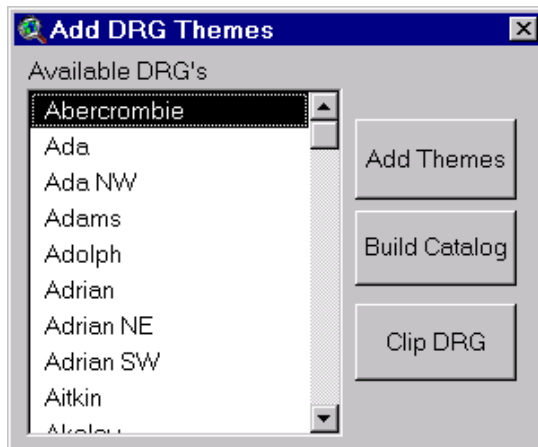 Add DRG Themes
Available DRG's
Abercrombie
Ada
Ada NW
Adams
Adolph
Adrian
Adrian NE
Adrian SW
Aitkin
Add Themes
Build Catalog
Clip DRG